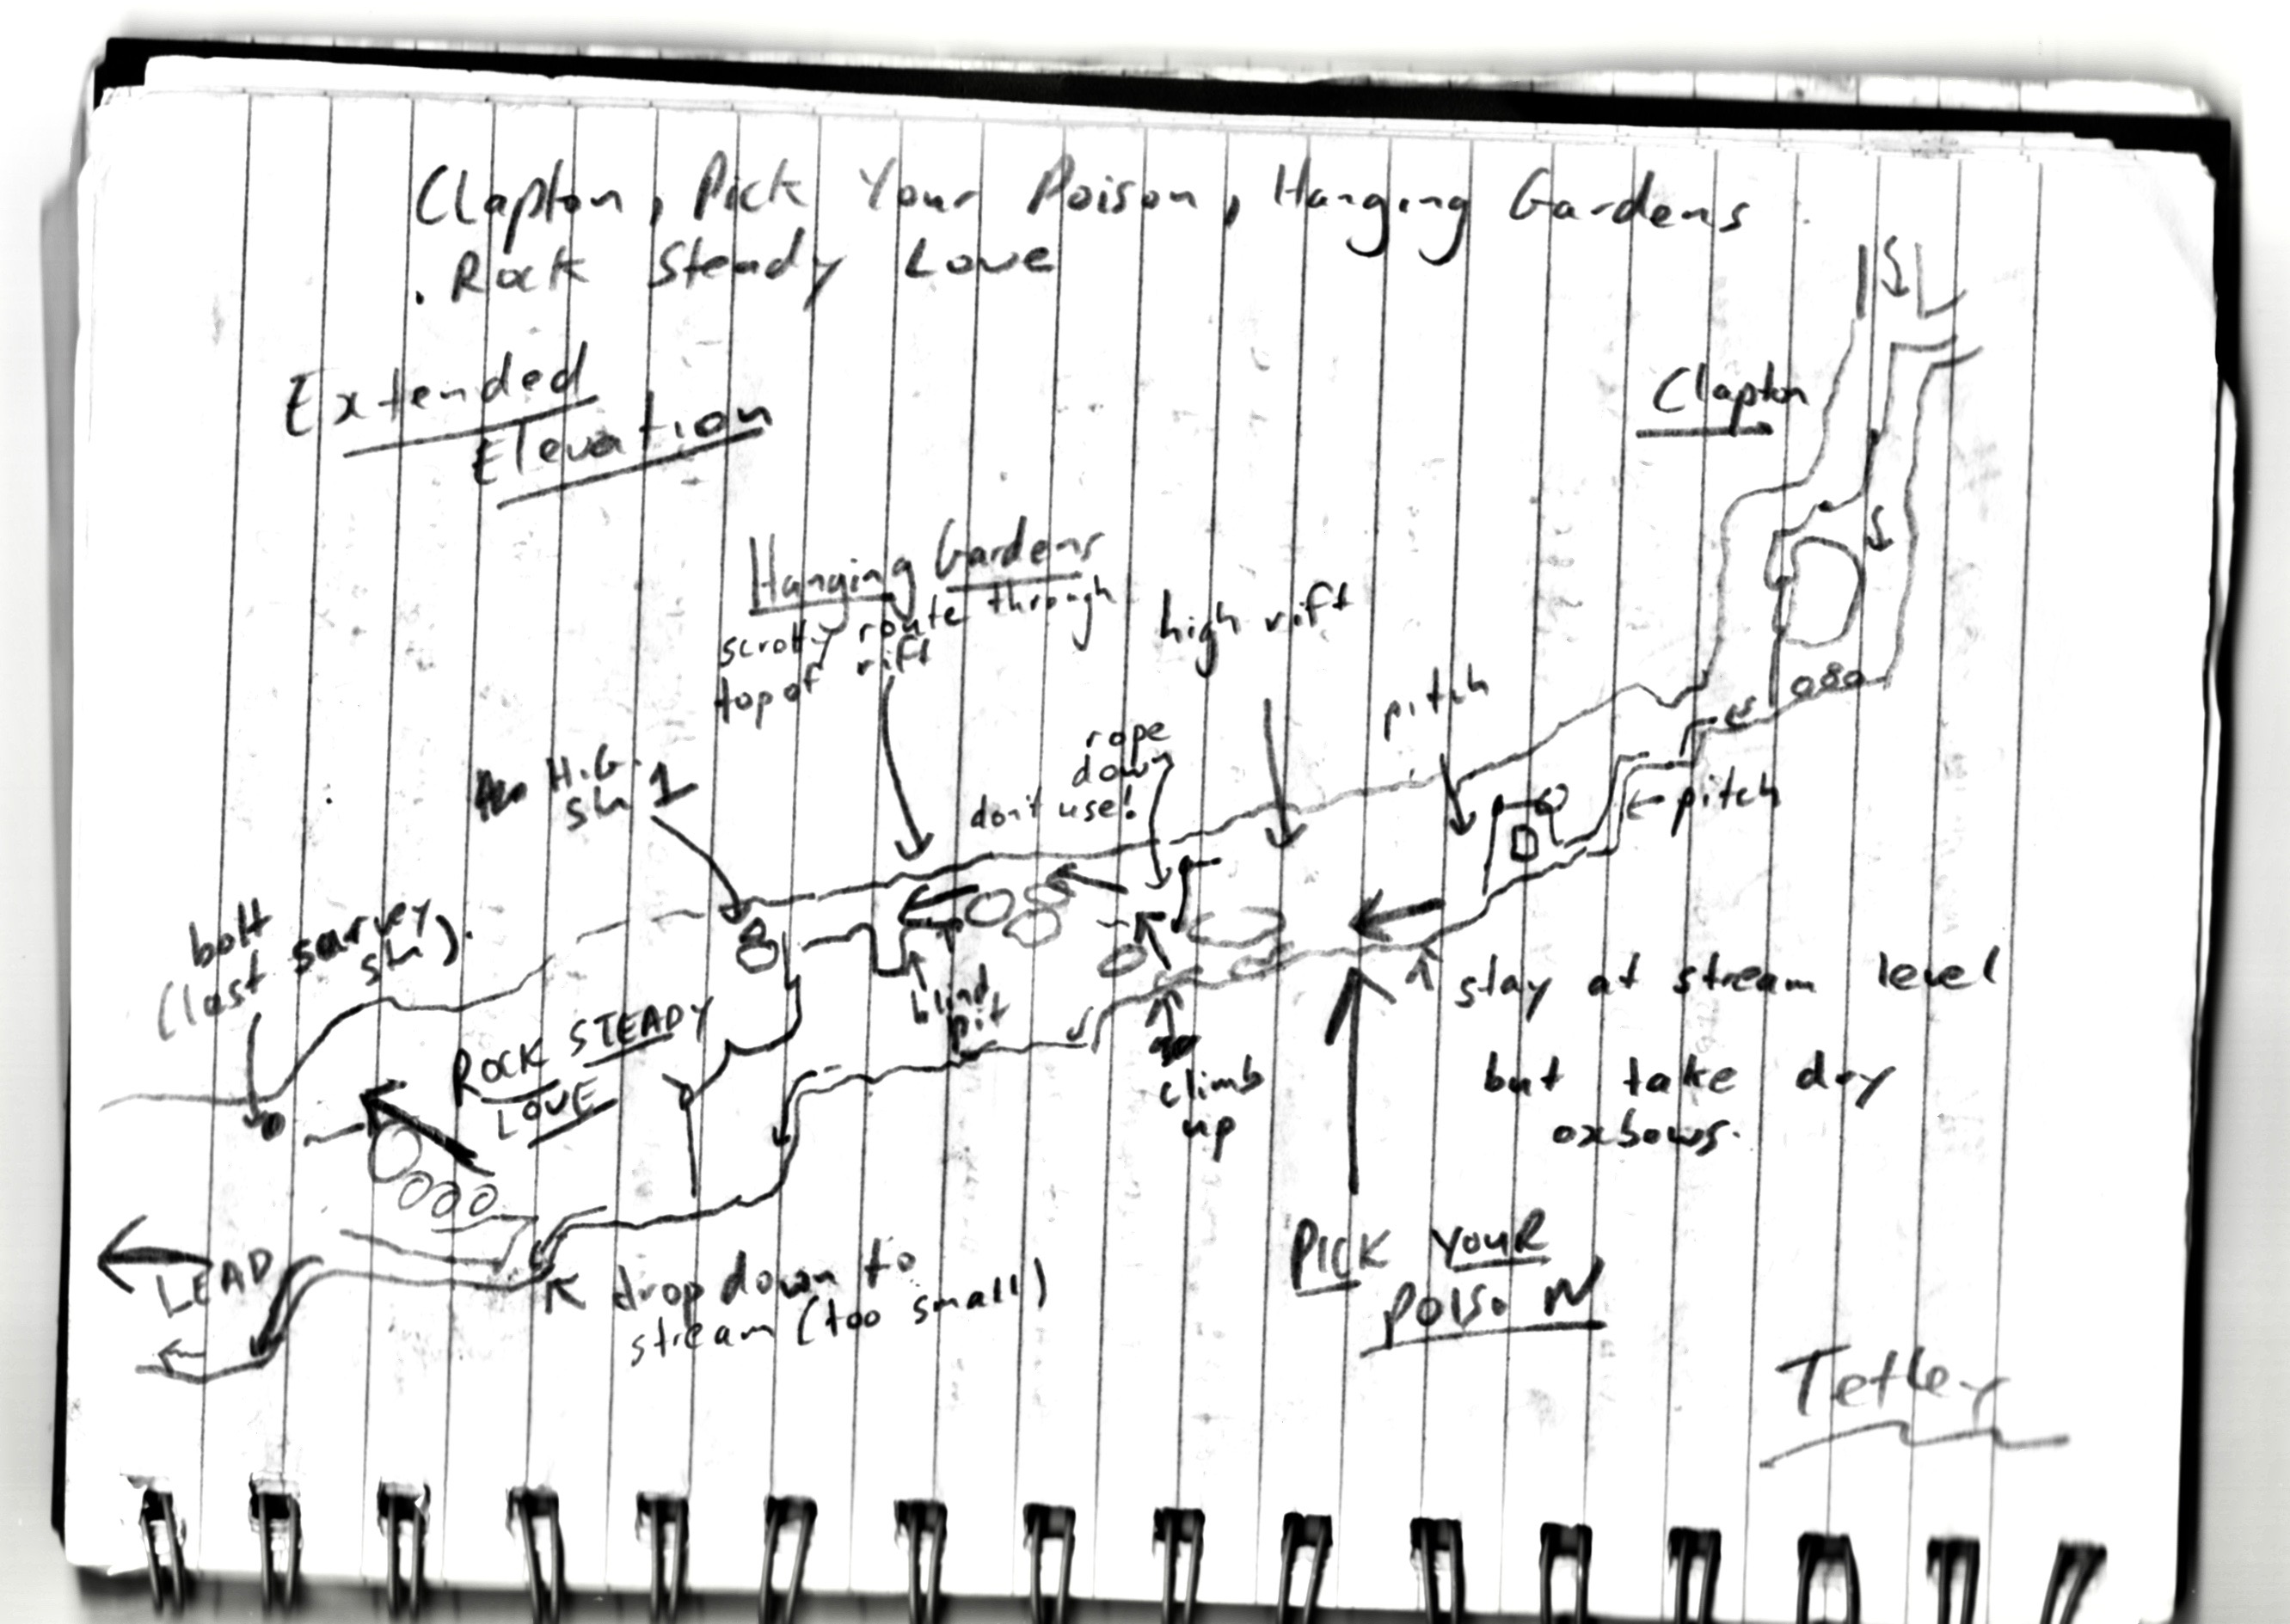 Clapton, Pick Your Poison, Hanging Gardens
. Rock Steady Love
Extended
Elevation
Clapton
Hanging Gardens
scrotty route through
top of rift
high rift
pitch
rope
down
don't use!
H.G.
stn 1
← pitch
bolt
(last survey
stn).
ROCK STEADY
LOVE
blind
pit
climb
up
stay at stream level
but take dry
oxbows.
PICK YOUR
POISON
LEAD
drop down to
stream (too small)
Tetley